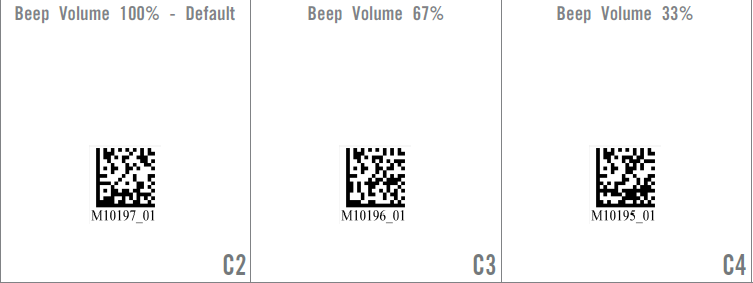 Beep Volume 100% - Default
M10197_01
C2
Beep Volume 67%
M10196_01
C3
Beep Volume 33%
M10195_01
C4